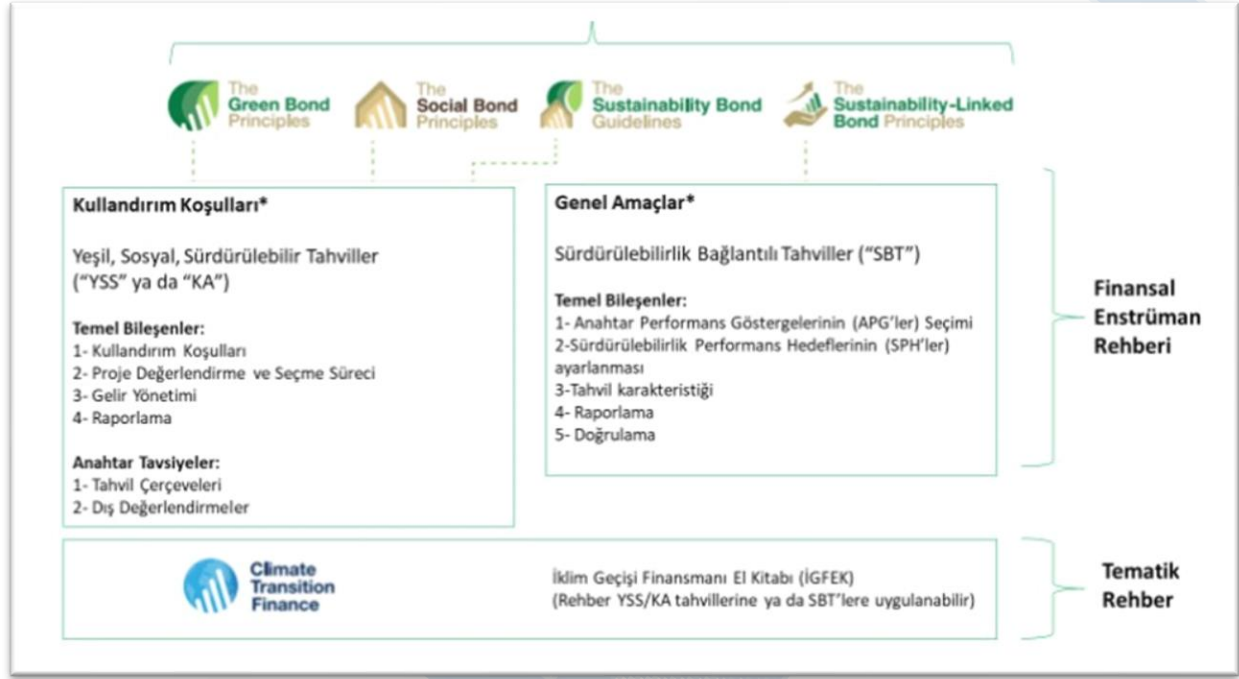 The
Green Bond
Principles
The
Social Bond
Principles
The
Sustainability Bond
Guidelines
The
Sustainability-Linked
Bond Principles
Kullandırım Koşulları*
Yeşil, Sosyal, Sürdürülebilir Tahviller
("YSS" ya da "KA")
Temel Bileşenler:
1- Kullandırım Koşulları
2- Proje Değerlendirme ve Seçme Süreci
3- Gelir Yönetimi
4- Raporlama
Anahtar Tavsiyeler:
1- Tahvil Çerçeveleri
2- Dış Değerlendirmeler
Genel Amaçlar*
Sürdürülebilirlik Bağlantılı Tahviller ("SBT")
Temel Bileşenler:
1- Anahtar Performans Göstergelerinin (APG'ler) Seçimi
2-Sürdürülebilirlik Performans Hedeflerinin (SPH'ler)
ayarlanması
3-Tahvil karakteristiği
4- Raporlama
5- Doğrulama
Finansal
Enstrüman
Rehberi
Climate
Transition
Finance
İklim Geçişi Finansmanı El Kitabı (İGFEK)
(Rehber YSS/KA tahvillerine ya da SBT'lere uygulanabilir)
Tematik
Rehber